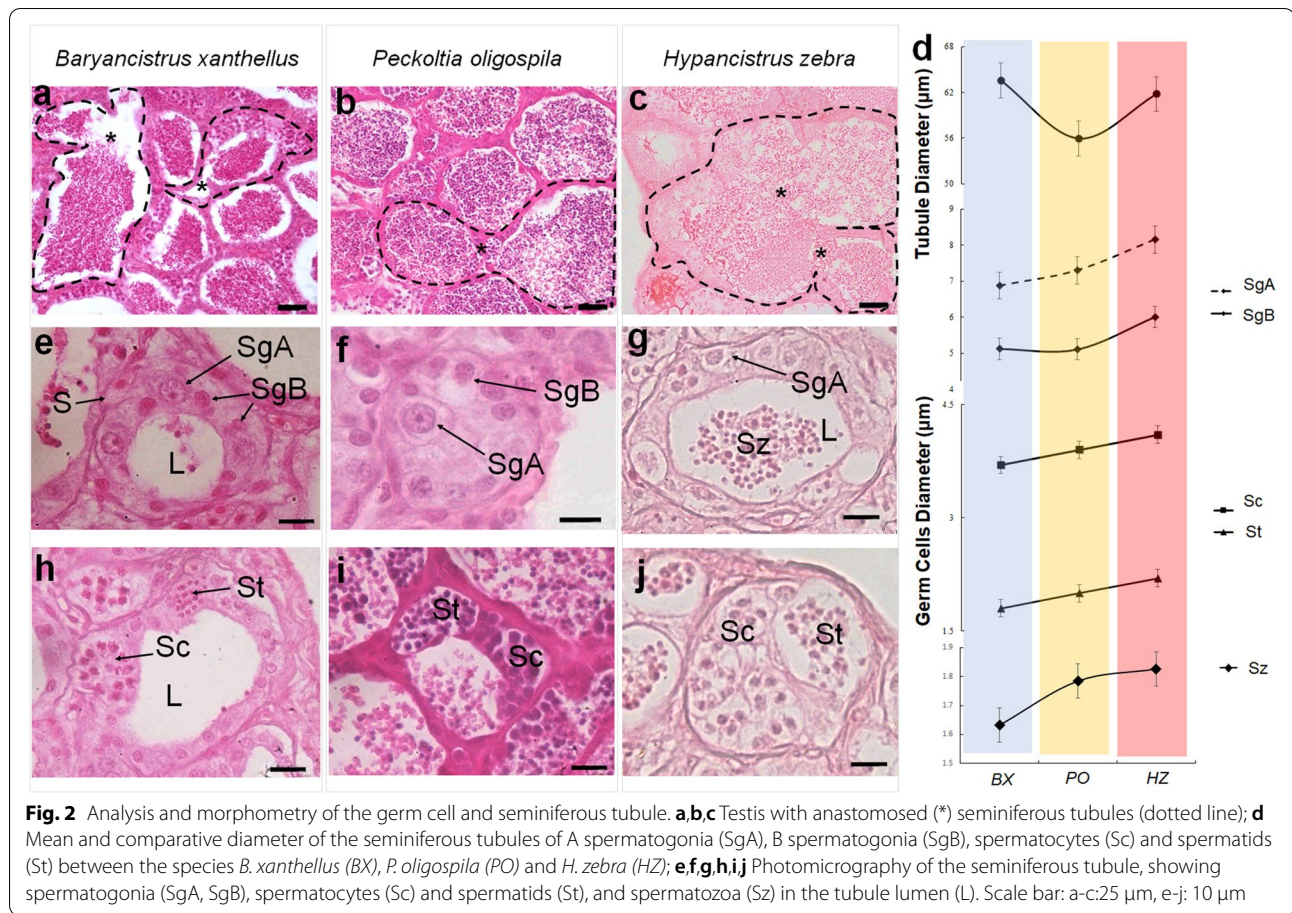 Baryancistrus xanthellus
Peckoltia oligospila
Hypancistrus zebra
a
*
*
b
*
c
*
*
d
68
62
56
50
Tubule Diameter (µm)
9
8
7
6
5
4
SgA
SgB
Germ Cells Diameter (µm)
4.5
3
1.5
Sc
St
1.9
1.8
1.7
1.6
1.5
Sz
BX
PO
HZ
e
SgA
SgB
S
L
f
SgB
SgA
g
SgA
Sz
L
h
St
Sc
L
i
St
Sc
j
Sc
St
Fig. 2 Analysis and morphometry of the germ cell and seminiferous tubule. a,b,c Testis with anastomosed (*) seminiferous tubules (dotted line); d
Mean and comparative diameter of the seminiferous tubules of A spermatogonia (SgA), B spermatogonia (SgB), spermatocytes (Sc) and spermatids
(St) between the species B. xanthellus (BX), P. oligospila (PO) and H. zebra (HZ); e,f,g,h,i,j Photomicrography of the seminiferous tubule, showing
spermatogonia (SgA, SgB), spermatocytes (Sc) and spermatids (St), and spermatozoa (Sz) in the tubule lumen (L). Scale bar: a-c:25 µm, e-j: 10 µm